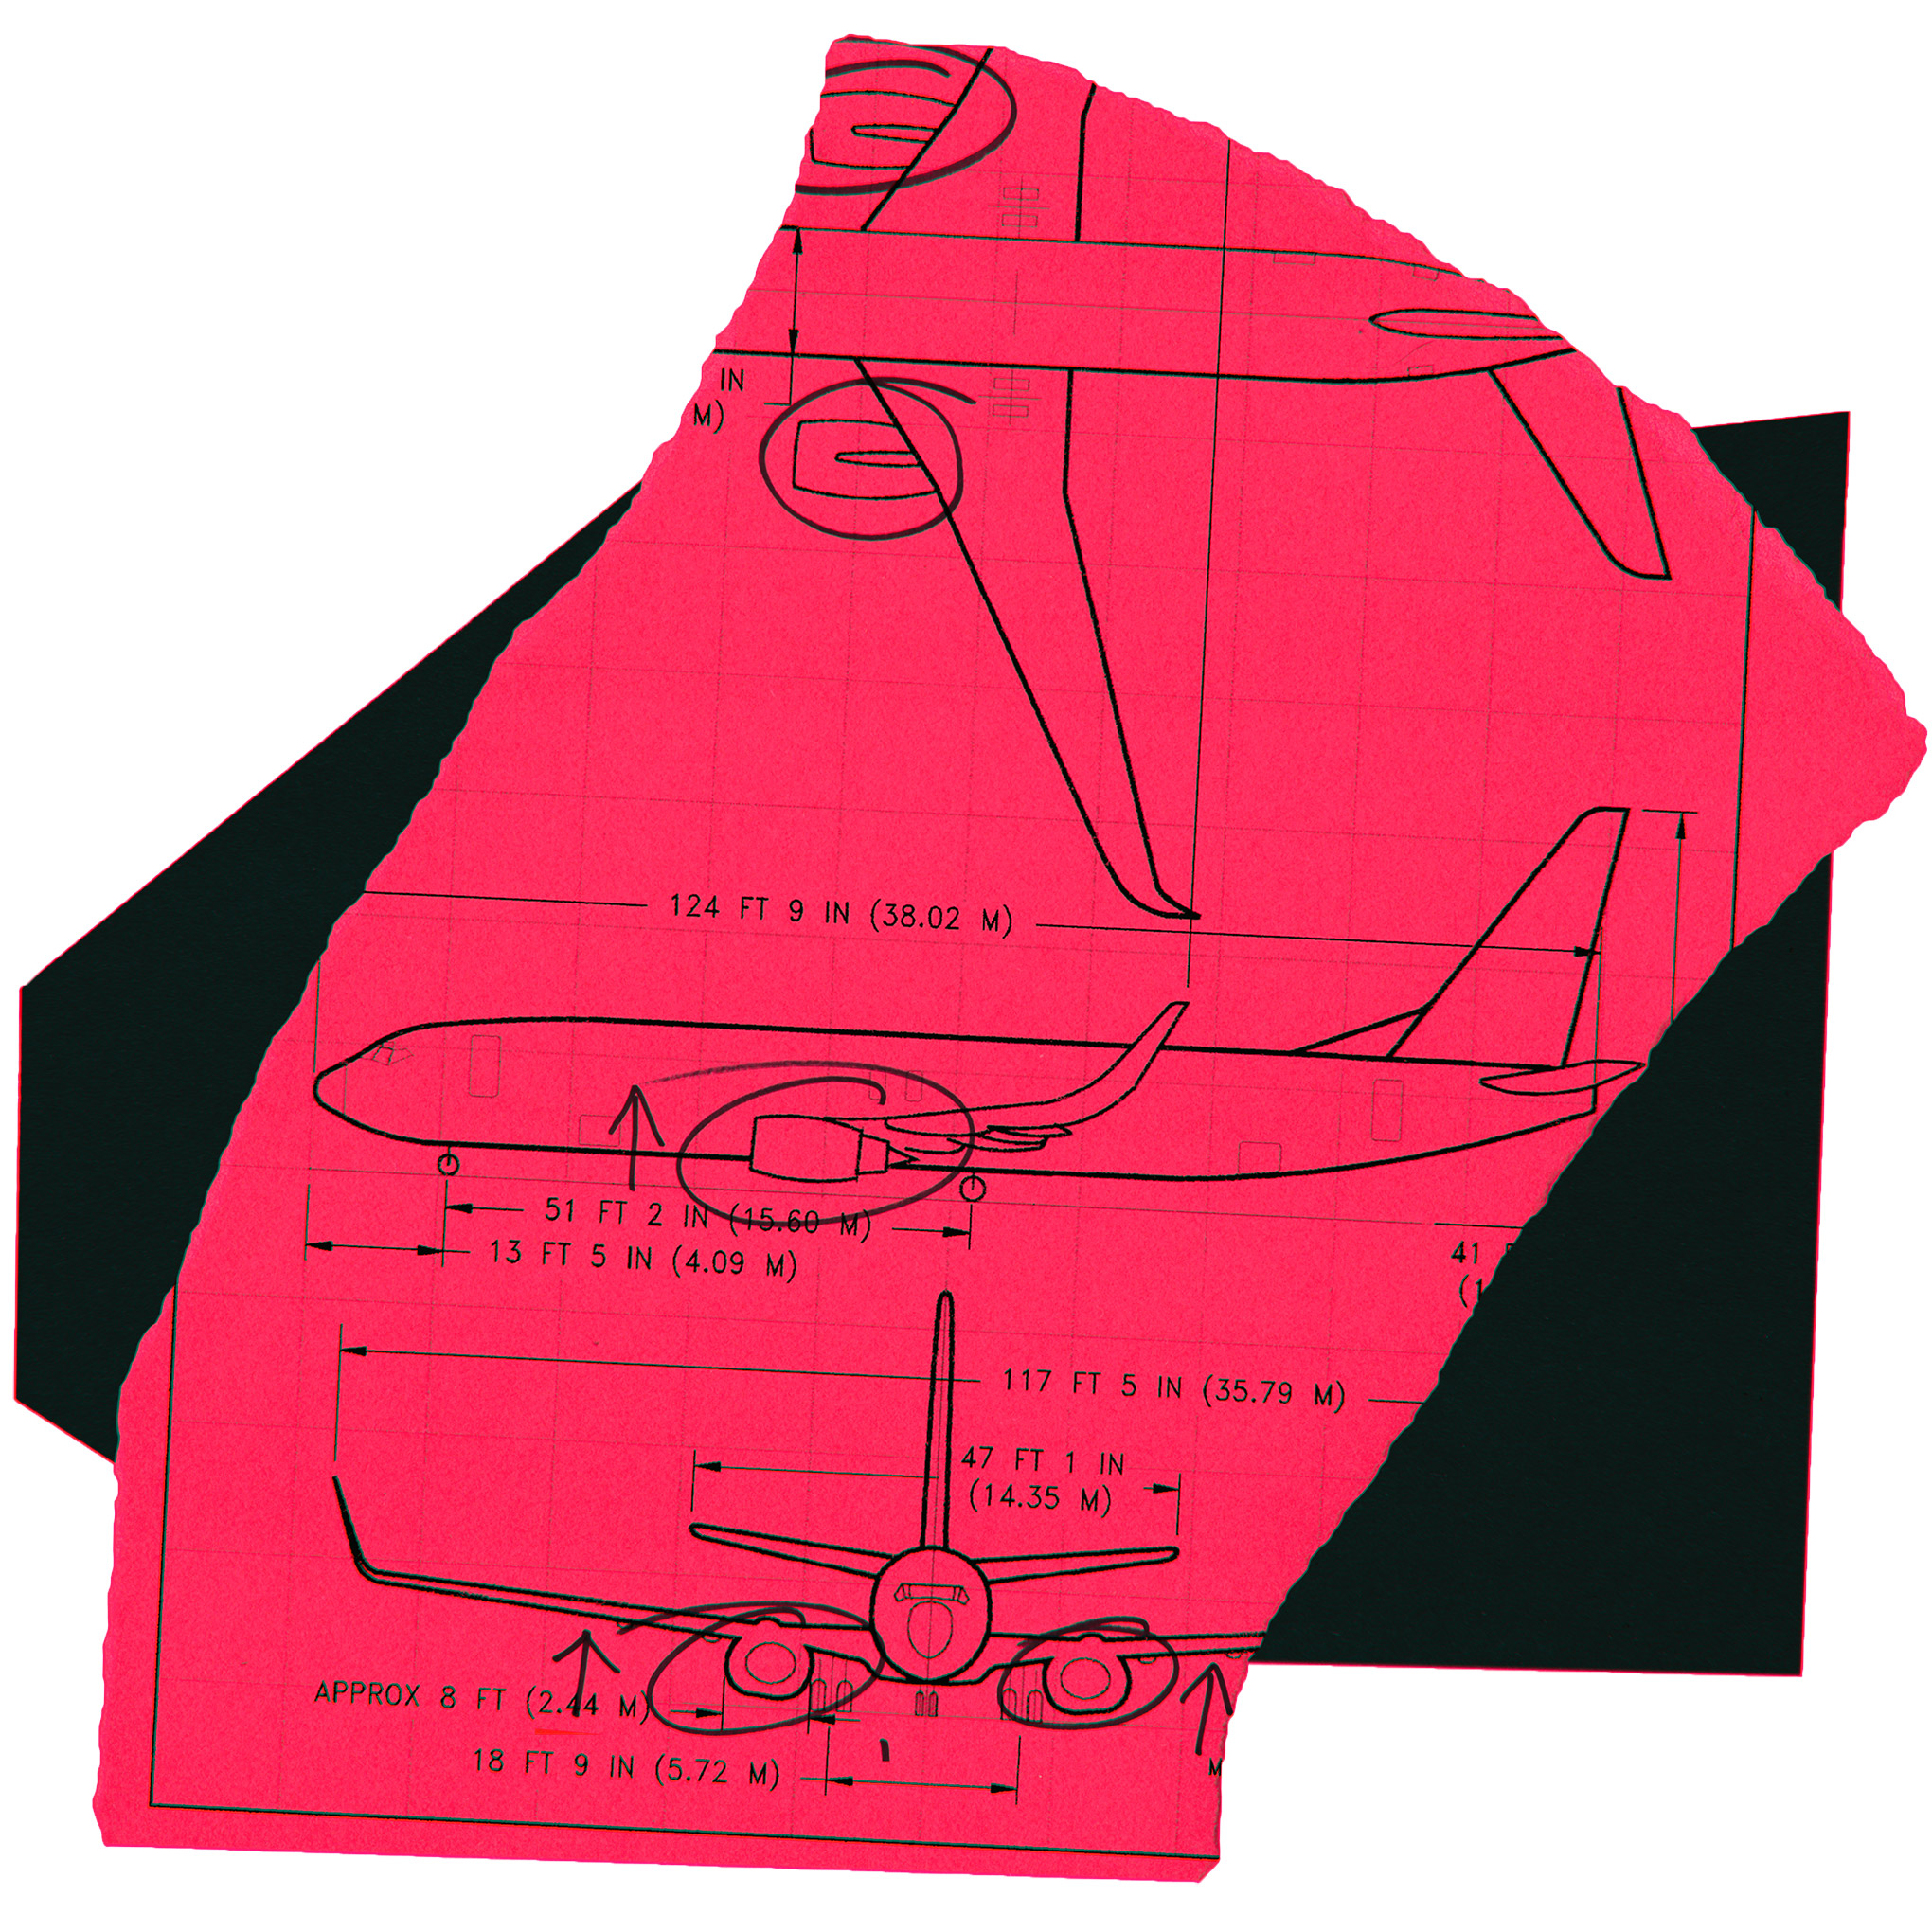 IN
M)
124 FT 9 IN (38.02 M)
51 FT 2 IN (15.60 M)
13 FT 5 IN (4.09 M)
41
(1
117 FT 5 IN (35.79 M)
47 FT 1 IN
(14.35 M)
APPROX 8 FT (2.44 M)
18 FT 9 IN (5.72 M)
M